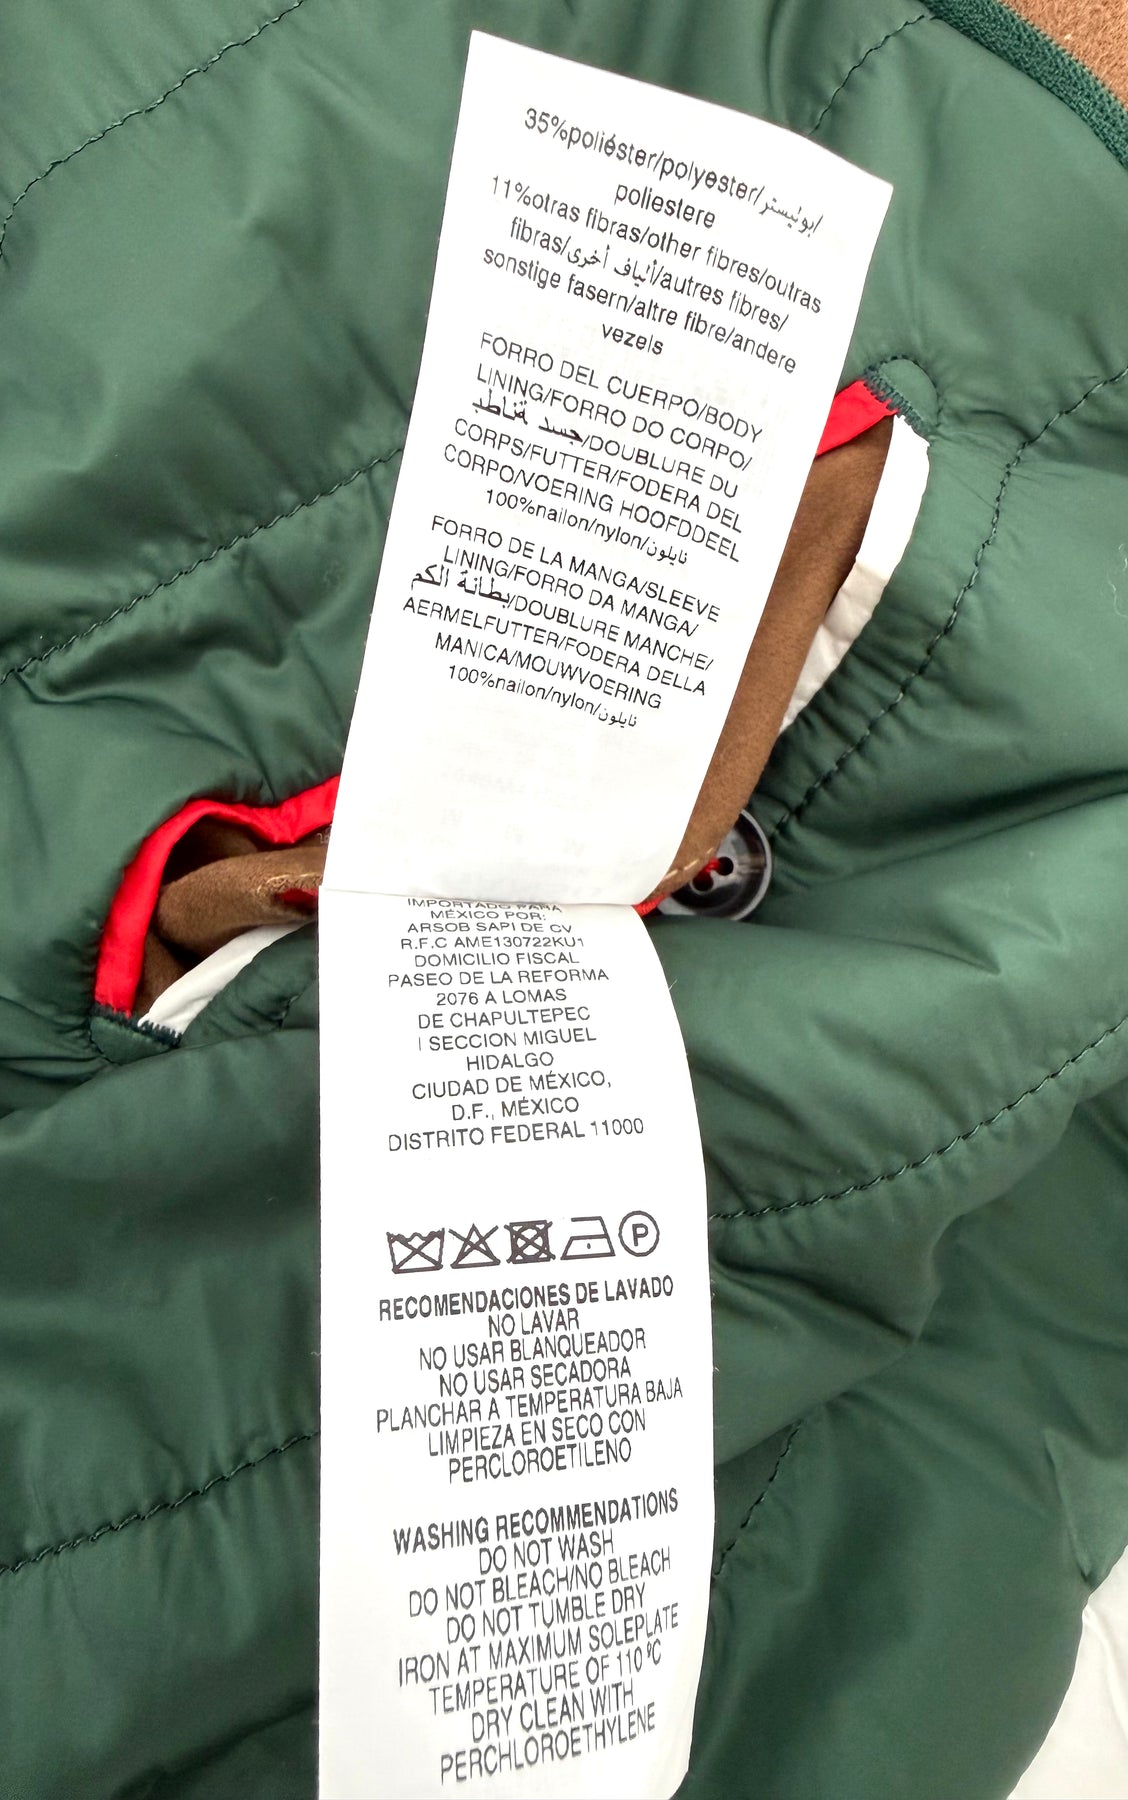 35%poliéster/polyester/ابوليستر/
poliestere
11%otras fibras/other fibres/outras
fibras/ألياف أخرى/autres fibres/
sonstige fasern/altre fibre/andere
vezels
FORRO DEL CUERPO/BODY
LINING/FORRO DO CORPO/
جسد/DOUBLURE DU
CORPS/FUTTER/FODERA DEL
CORPO/VOERING HOOFDDEEL
100%nailon/nylon/نايلون
FORRO DE LA MANGA/SLEEVE
LINING/FORRO DA MANGA/
بطانة الكم/DOUBLURE MANCHE/
AERMELFUTTER/FODERA DELLA
MANICA/MOUWVOERING
100%nailon/nylon/نايلون
IMPORTADO PARA
MÉXICO POR:
ARSOB SAPI DE CV
R.F.C AME130722KU1
DOMICILIO FISCAL
PASEO DE LA REFORMA
2076 A LOMAS
DE CHAPULTEPEC
I SECCION MIGUEL
HIDALGO
CIUDAD DE MÉXICO,
D.F., MÉXICO
DISTRITO FEDERAL 11000
P
RECOMENDACIONES DE LAVADO
NO LAVAR
NO USAR BLANQUEADOR
NO USAR SECADORA
PLANCHAR A TEMPERATURA BAJA
LIMPIEZA EN SECO CON
PERCLOROETILENO
WASHING RECOMMENDATIONS
DO NOT WASH
DO NOT BLEACH/NO BLEACH
DO NOT TUMBLE DRY
IRON AT MAXIMUM SOLEPLATE
TEMPERATURE OF 110 ºC
DRY CLEAN WITH
PERCHLOROETHYLENE